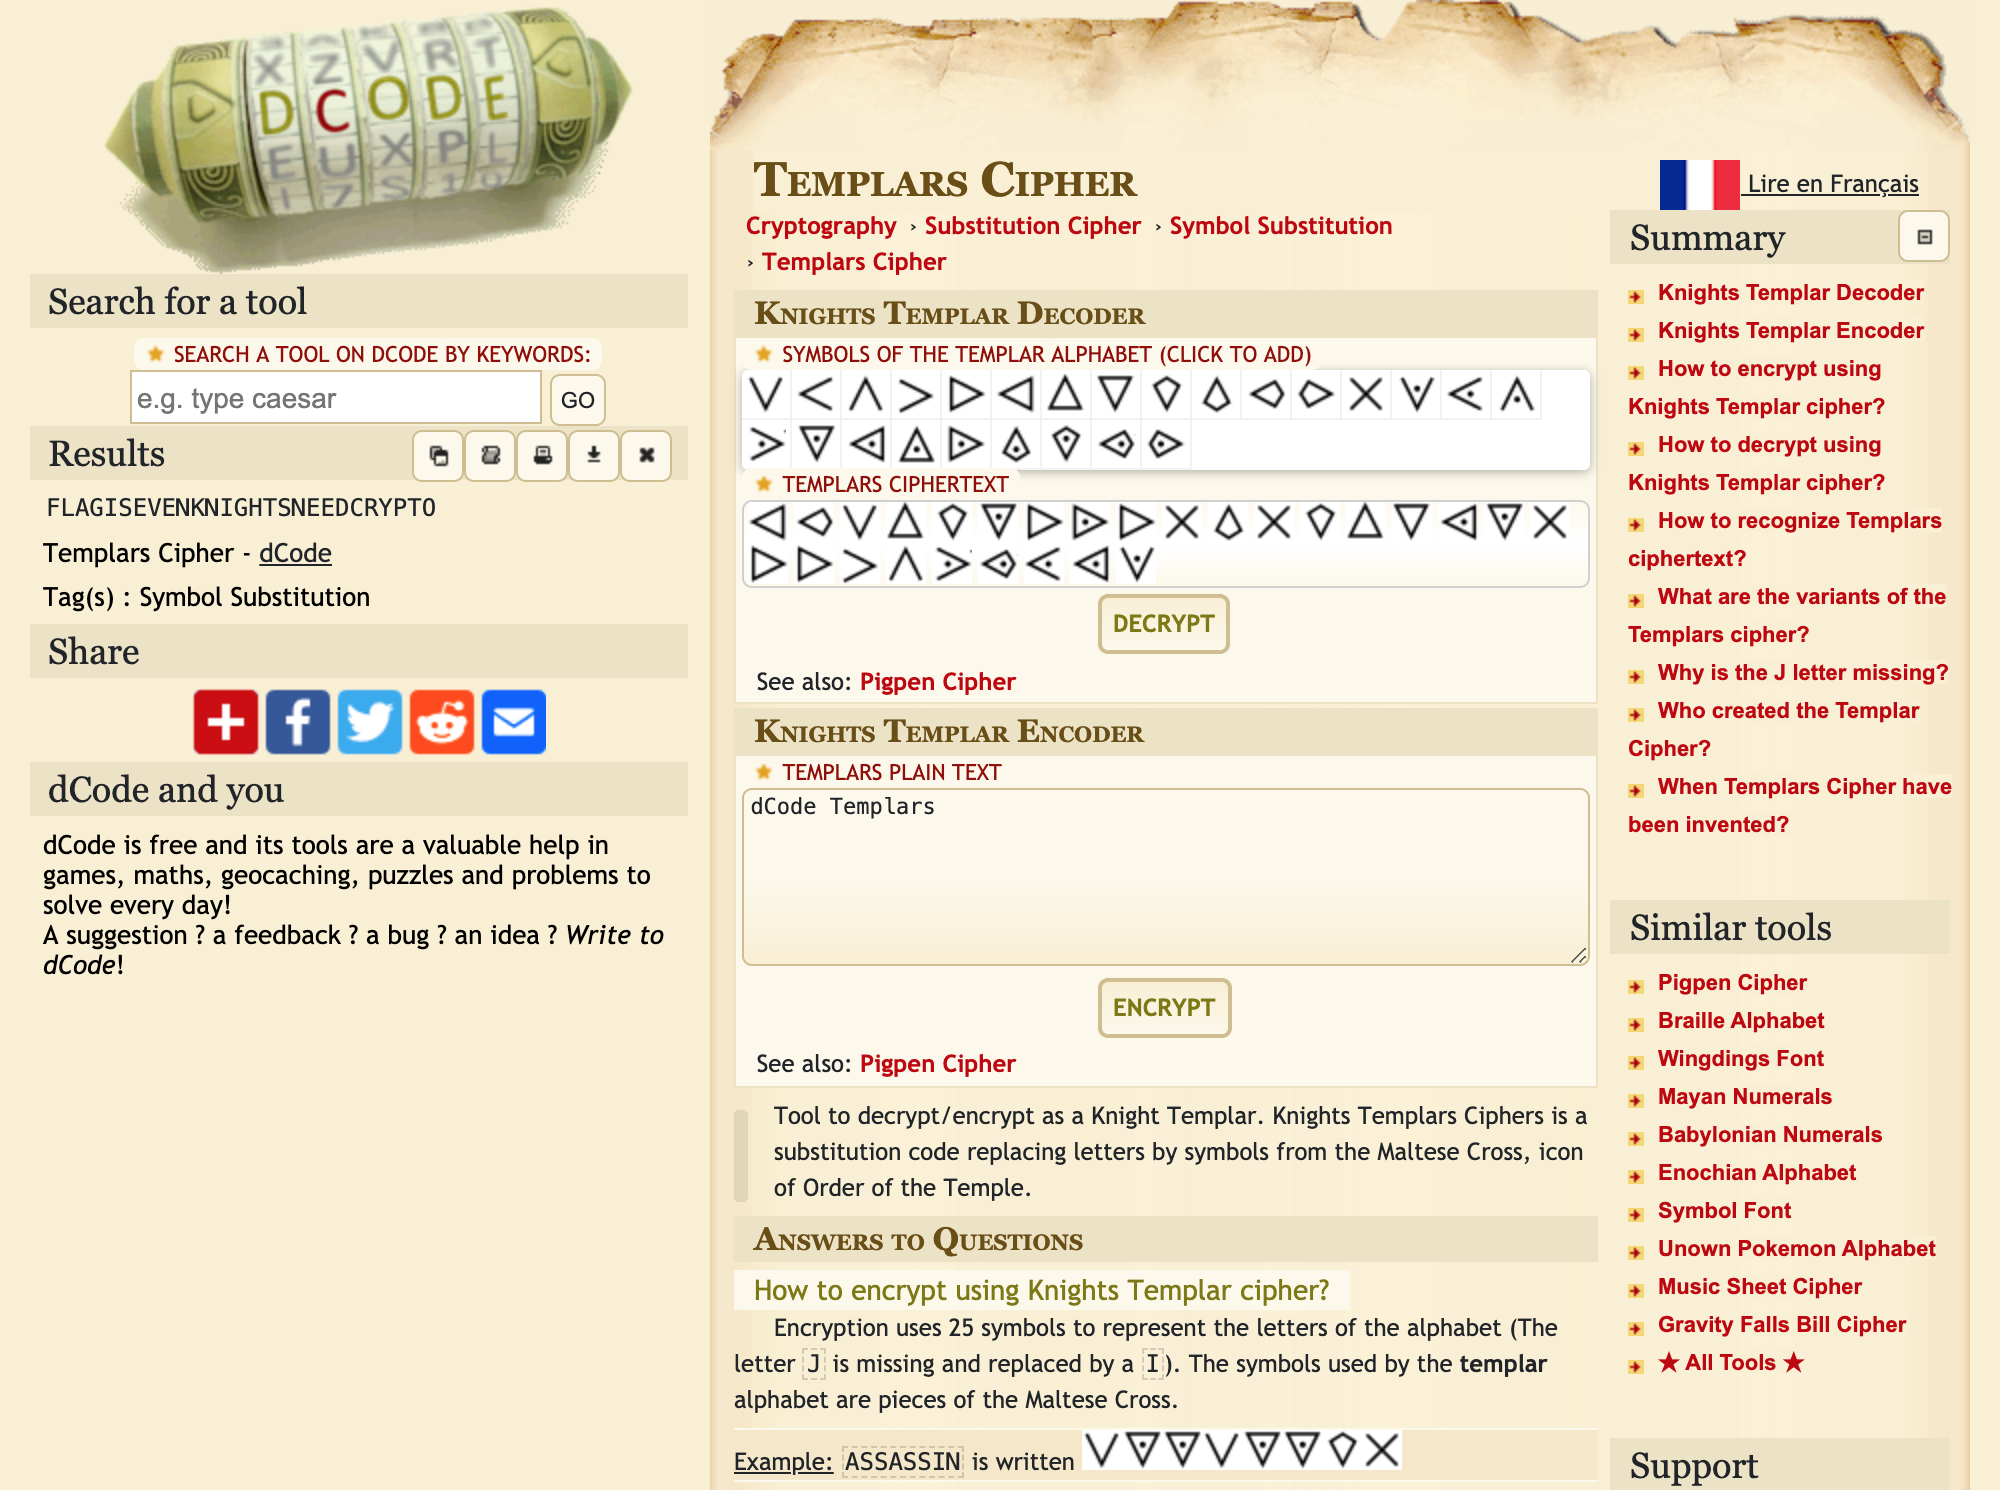 X Z V R T
D C O D E
E U X P L
Search for a tool
SEARCH A TOOL ON DCODE BY KEYWORDS:
e.g. type caesar
GO
Results
FLAGISEVENKNIGHTSNEEDCRYPTO
Templars Cipher - dCode
Tag(s) : Symbol Substitution
Share
dCode and you
dCode is free and its tools are a valuable help in
games, maths, geocaching, puzzles and problems to
solve every day!
A suggestion ? a feedback ? a bug ? an idea ? Write to
dCode!
Templars Cipher
Cryptography › Substitution Cipher › Symbol Substitution
› Templars Cipher
Knights Templar Decoder
SYMBOLS OF THE TEMPLAR ALPHABET (CLICK TO ADD)
TEMPLARS CIPHERTEXT
DECRYPT
See also: Pigpen Cipher
Knights Templar Encoder
TEMPLARS PLAIN TEXT
dCode Templars
ENCRYPT
See also: Pigpen Cipher
Tool to decrypt/encrypt as a Knight Templar. Knights Templars Ciphers is a
substitution code replacing letters by symbols from the Maltese Cross, icon
of Order of the Temple.
Answers to Questions
How to encrypt using Knights Templar cipher?
Encryption uses 25 symbols to represent the letters of the alphabet (The
letter J is missing and replaced by a I). The symbols used by the templar
alphabet are pieces of the Maltese Cross.
Example: ASSASSIN is written
Lire en Français
Summary
Knights Templar Decoder
Knights Templar Encoder
How to encrypt using
Knights Templar cipher?
How to decrypt using
Knights Templar cipher?
How to recognize Templars
ciphertext?
What are the variants of the
Templars cipher?
Why is the J letter missing?
Who created the Templar
Cipher?
When Templars Cipher have
been invented?
Similar tools
Pigpen Cipher
Braille Alphabet
Wingdings Font
Mayan Numerals
Babylonian Numerals
Enochian Alphabet
Symbol Font
Unown Pokemon Alphabet
Music Sheet Cipher
Gravity Falls Bill Cipher
★ All Tools ★
Support